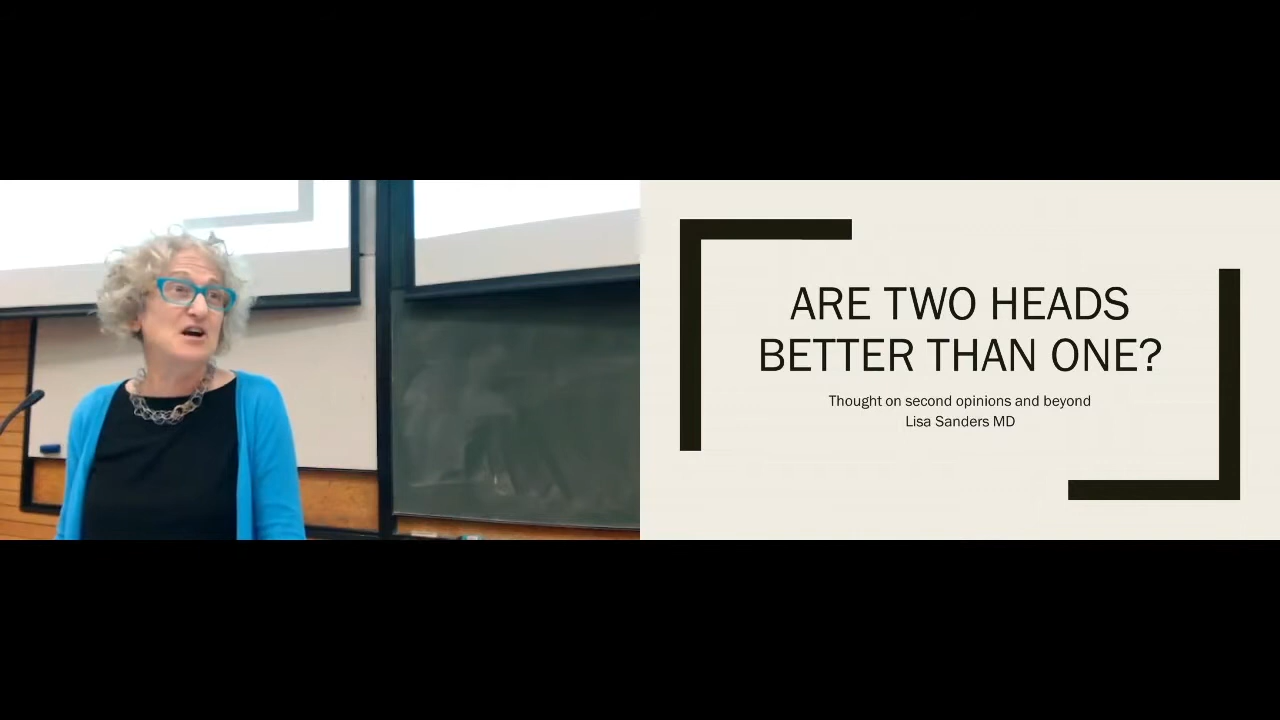 ARE TWO HEADS
BETTER THAN ONE?
Thought on second opinions and beyond
Lisa Sanders MD